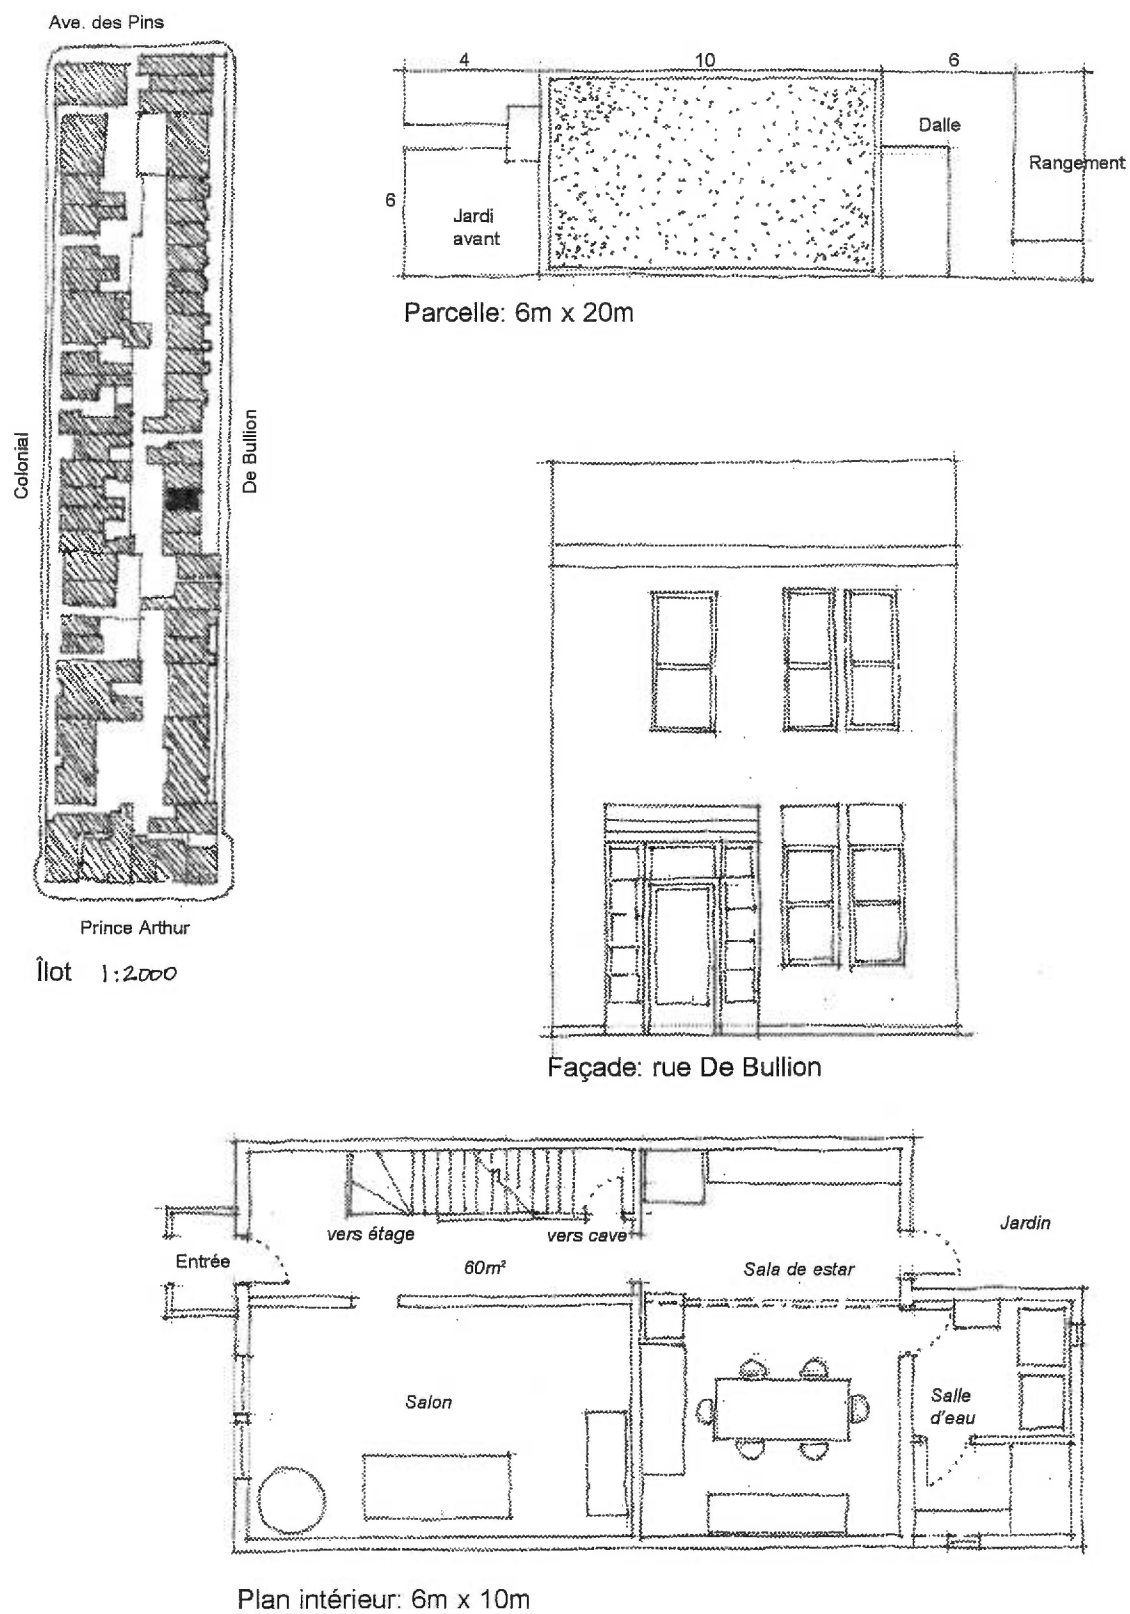 Ave. des Pins
4
10
6
Dalle
Rangement
6
Jardi
avant
Parcelle: 6m x 20m
Colonial
De Bullion
Prince Arthur
Îlot 1:2000
Façade: rue De Bullion
vers étage
vers cave
Jardin
Entrée
60m²
Sala de estar
Salon
Salle
d'eau
Plan intérieur: 6m x 10m